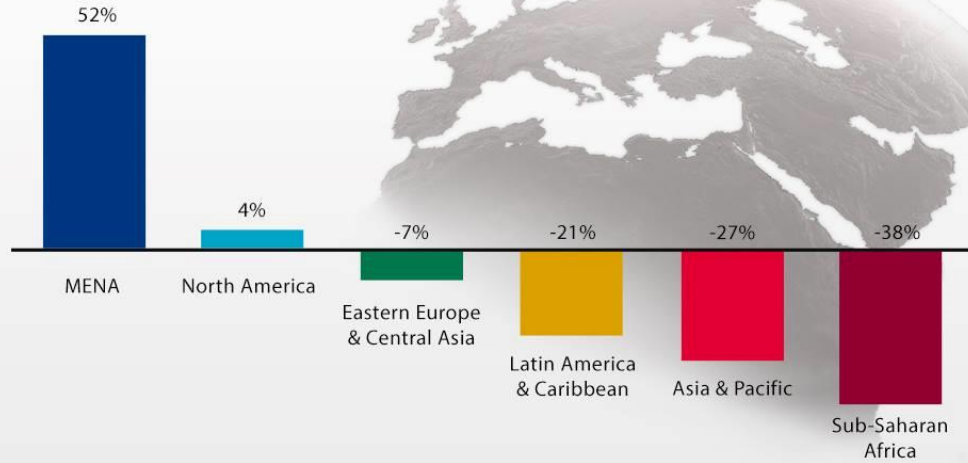 52%
MENA
4%
North America
-7%
Eastern Europe
& Central Asia
-21%
Latin America
& Caribbean
-27%
Asia & Pacific
-38%
Sub-Saharan
Africa